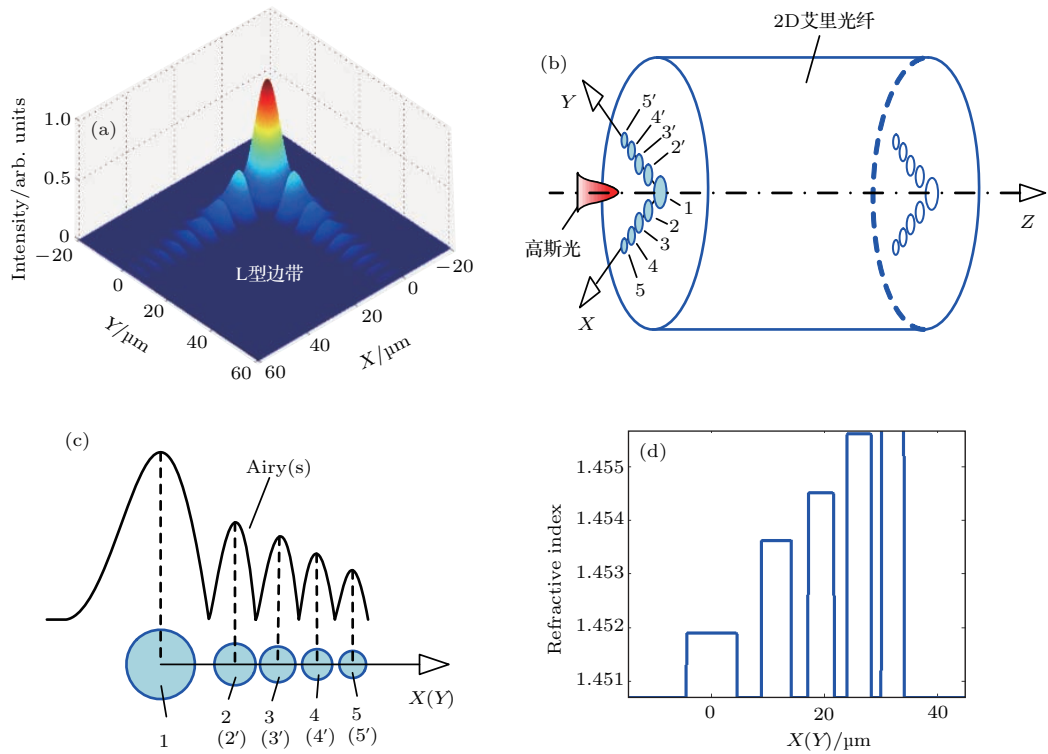 (a)
Intensity/arb. units
1.0
0.5
0
−20
0
20
40
60
Y/µm
60
40
20
0
−20
X/µm
L型边带
(b)
2D艾里光纤
Y
5′
4′
3′
2′
1
2
3
4
5
X
Z
高斯光
(c)
Airy(s)
X(Y)
1
2
(2′)
3
(3′)
4
(4′)
5
(5′)
(d)
Refractive index
1.455
1.454
1.453
1.452
1.451
0
20
40
X(Y)/µm